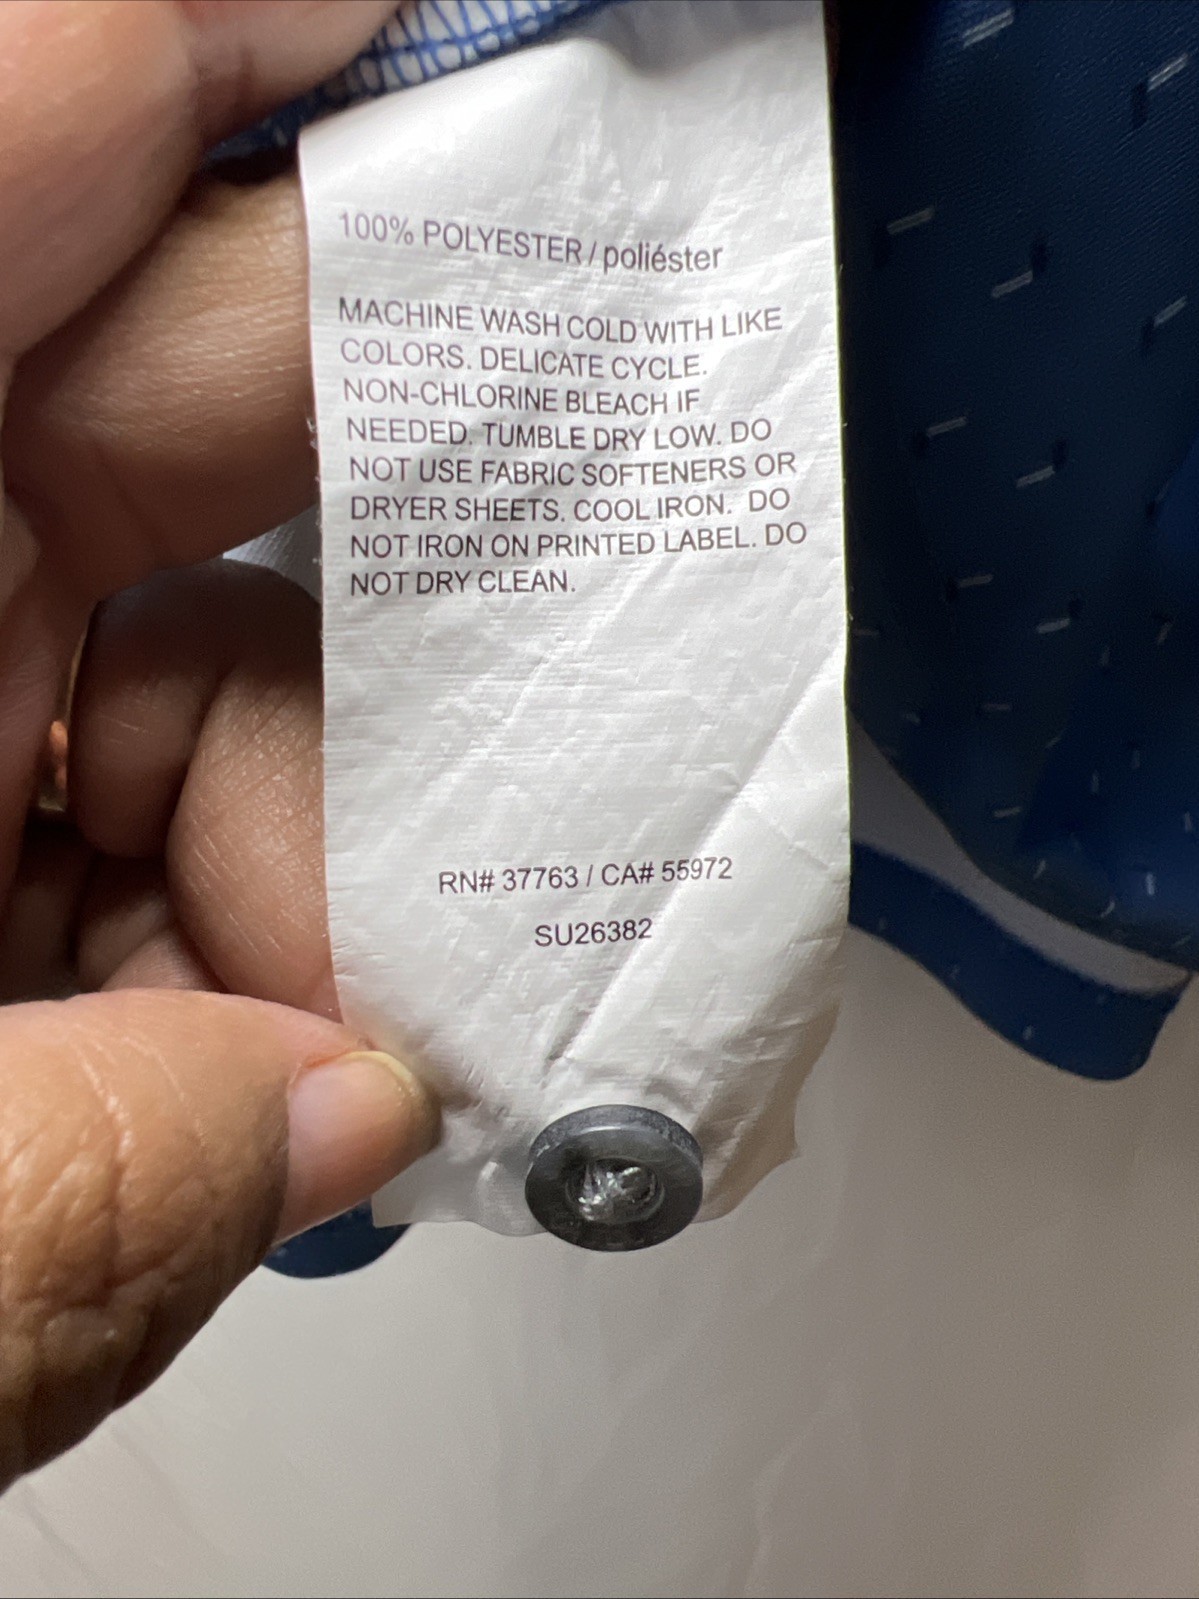 100% POLYESTER / poliéster
MACHINE WASH COLD WITH LIKE
COLORS. DELICATE CYCLE.
NON-CHLORINE BLEACH IF
NEEDED. TUMBLE DRY LOW. DO
NOT USE FABRIC SOFTENERS OR
DRYER SHEETS. COOL IRON. DO
NOT IRON ON PRINTED LABEL. DO
NOT DRY CLEAN.
RN# 37763 / CA# 55972
SU26382